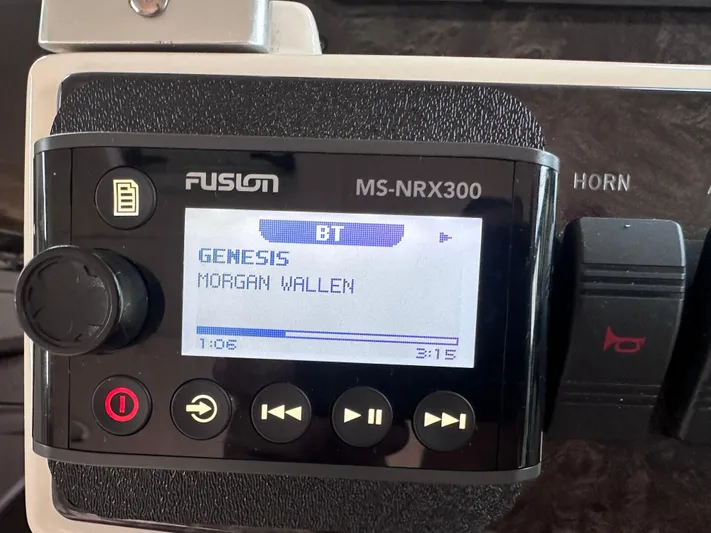 FUSION
MS-NRX300
HORN
BT
GENESIS
MORGAN WALLEN
1:06
3:15